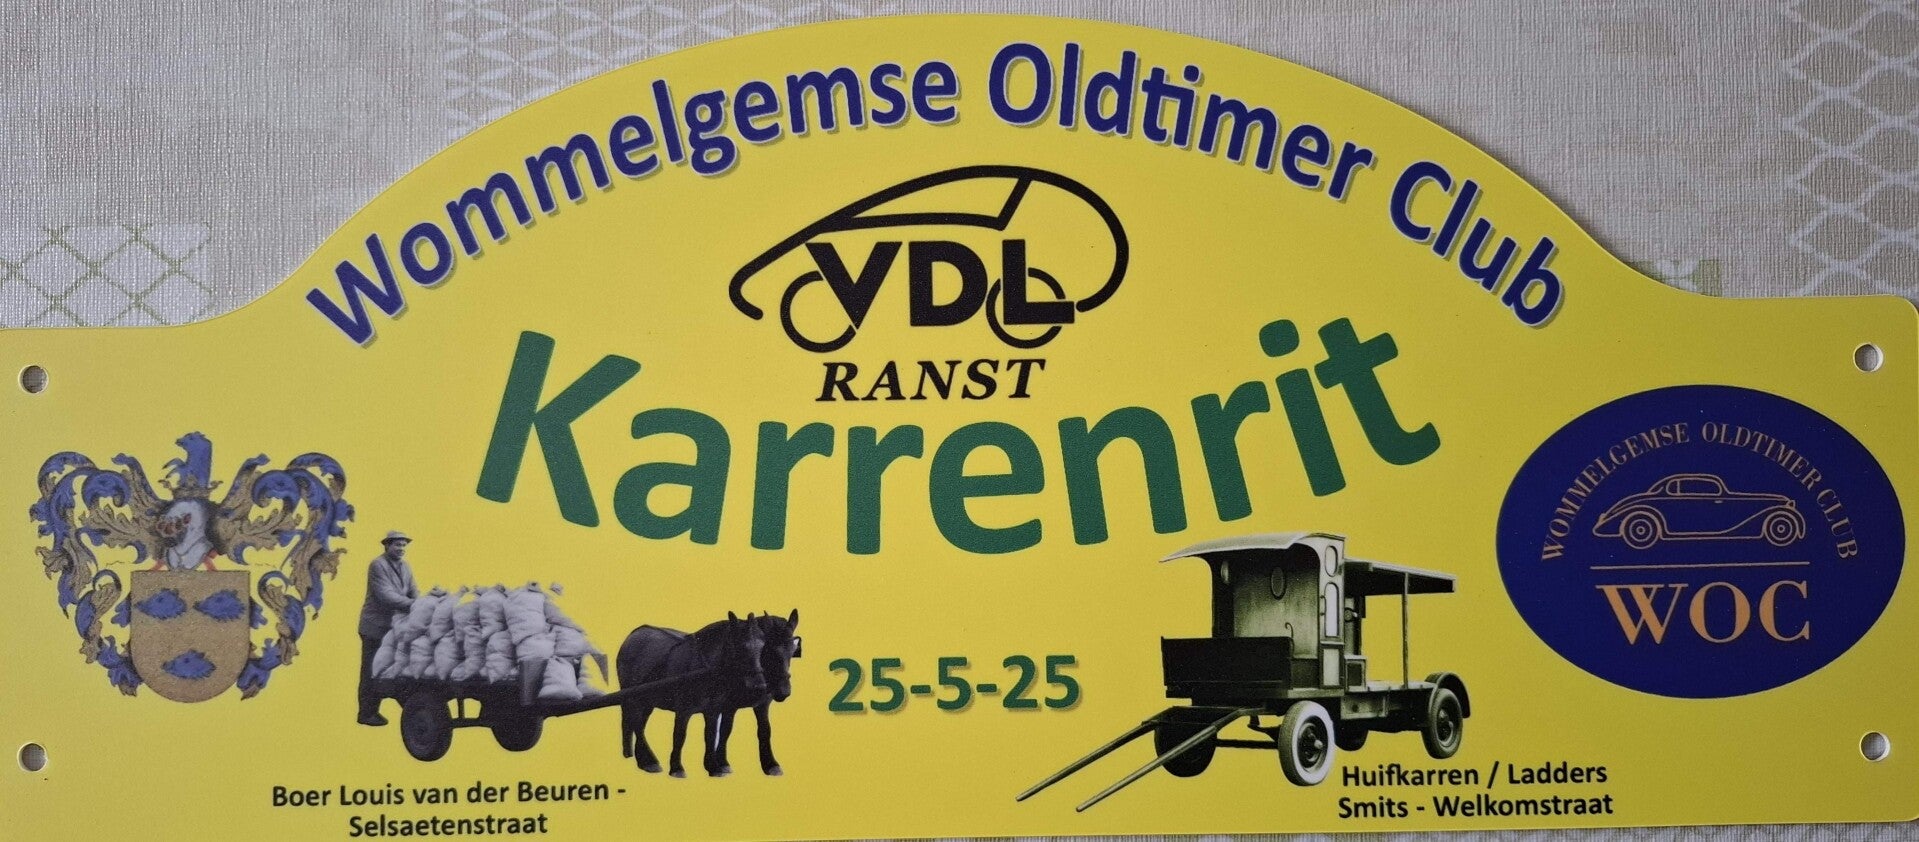 Wommelgemse Oldtimer Club
VDL
RANST
Karrenrit
25-5-25
Boer Louis van der Beuren -
Selsaetenstraat
Huifkarren / Ladders
Smits - Welkomstraat
WOMMELGEMSE OLDTIMER CLUB
WOC